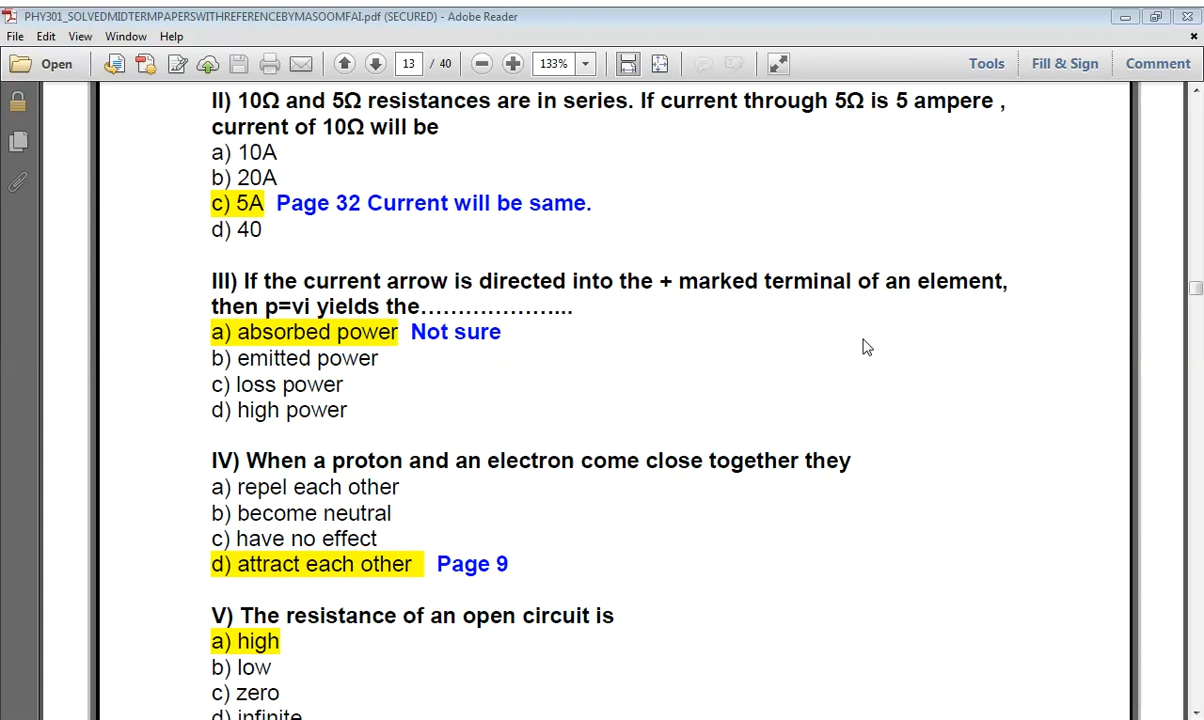 PHY301_SOLVEDMIDTERMPAPERSWITHREFERENCEBYMASOOMFAI.pdf (SECURED) - Adobe Reader
File Edit View Window Help
Open 13 / 40 133% Tools Fill & Sign Comment
II) 10Ω and 5Ω resistances are in series. If current through 5Ω is 5 ampere ,
current of 10Ω will be
a) 10A
b) 20A
c) 5A Page 32 Current will be same.
d) 40
III) If the current arrow is directed into the + marked terminal of an element,
then p=vi yields the…………………...
a) absorbed power Not sure
b) emitted power
c) loss power
d) high power
IV) When a proton and an electron come close together they
a) repel each other
b) become neutral
c) have no effect
d) attract each other Page 9
V) The resistance of an open circuit is
a) high
b) low
c) zero
d) infinite